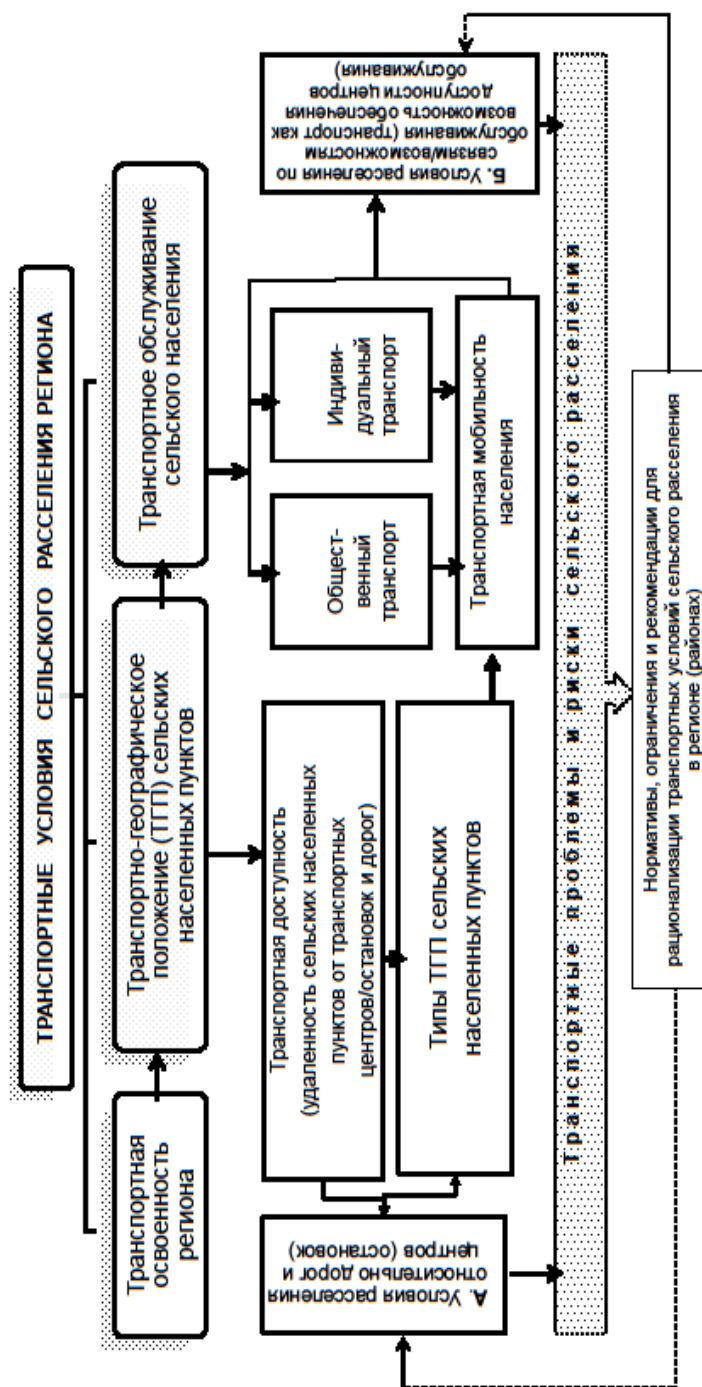 ТРАНСПОРТНЫЕ УСЛОВИЯ СЕЛЬСКОГО РАССЕЛЕНИЯ РЕГИОНА
Транспортная
освоенность
региона
Транспортно-географическое
положение (ТГП) сельских
населенных пунктов
Транспортное обслуживание
сельского населения
А. Условия расселения
относительно дорог и
центров (остановок)
Транспортная доступность
(удаленность сельских населенных
пунктов от транспортных
центров/остановок и дорог)
Типы ТГП сельских
населенных пунктов
Общест-
венный
транспорт
Индиви-
дуальный
транспорт
Транспортная мобильность
населения
Б. Условия расселения по
связям/возможностям
обслуживания (транспорт как
возможность обеспечения
доступности центров
обслуживания)
Транспортные проблемы и риски сельского расселения
Нормативы, ограничения и рекомендации для
рационализации транспортных условий сельского расселения
в регионе (районах)